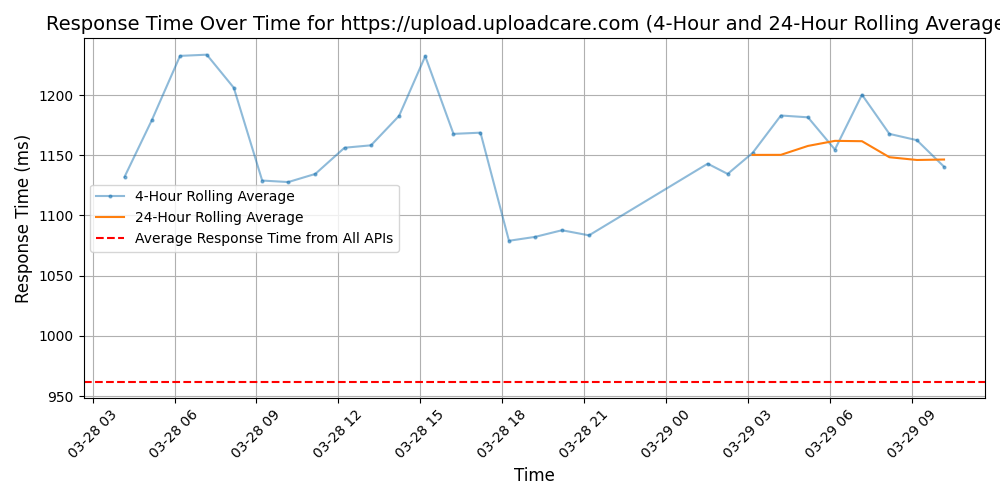 Response Time Over Time for https://upload.uploadcare.com (4-Hour and 24-Hour Rolling Average
Response Time (ms)
1200
1150
1100
1050
1000
950
4-Hour Rolling Average
24-Hour Rolling Average
Average Response Time from All APIs
03-28 03
03-28 06
03-28 09
03-28 12
03-28 15
03-28 18
03-28 21
03-29 00
03-29 03
03-29 06
03-29 09
Time